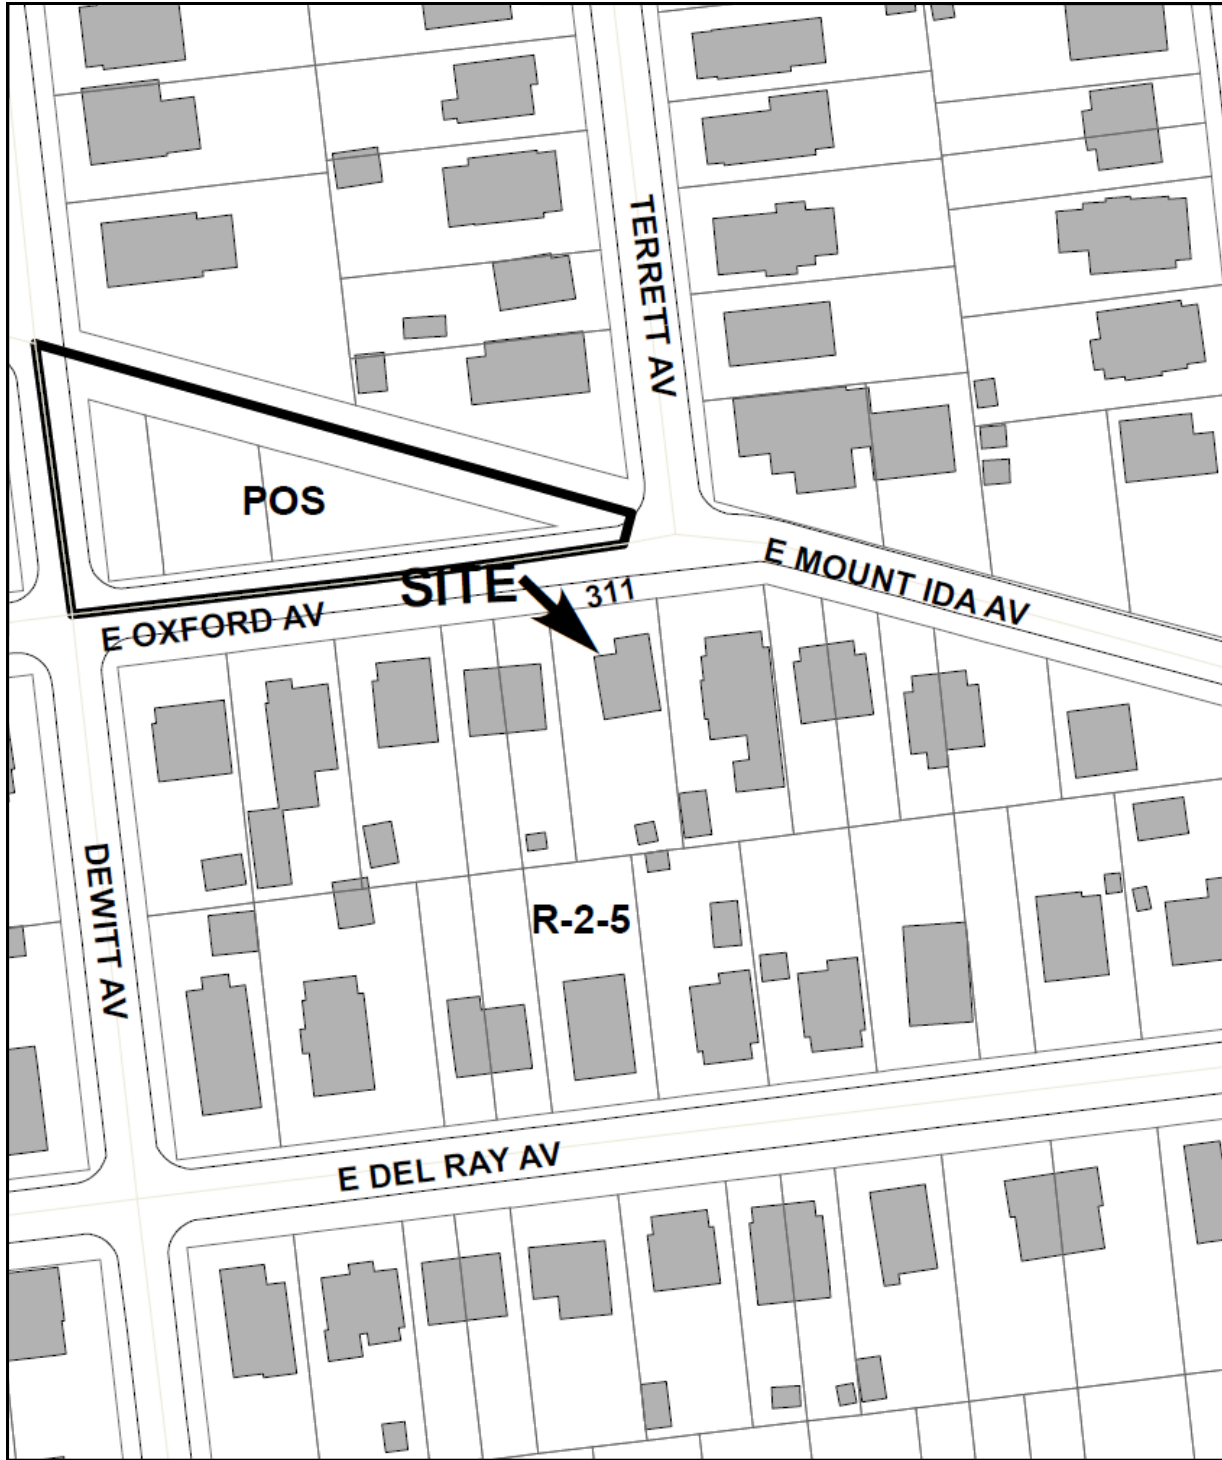 TERRETT AV
POS
E MOUNT IDA AV
SITE
311
E OXFORD AV
DEWITT AV
R-2-5
E DEL RAY AV